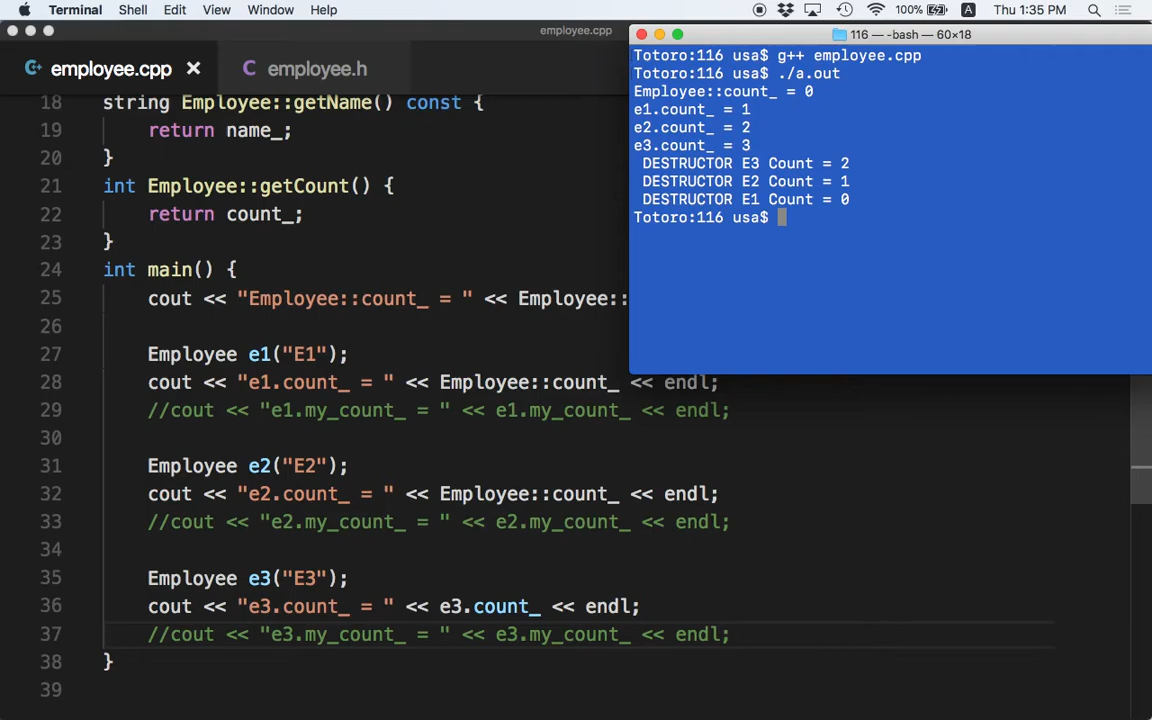 Terminal Shell Edit View Window Help 100% A Thu 1:35 PM
employee.cpp
employee.cpp employee.h
18 string Employee::getName() const {
19 return name_;
20 }
21 int Employee::getCount() {
22 return count_;
23 }
24 int main() {
25 cout << "Employee::count_ = " << Employee::
26
27 Employee e1("E1");
28 cout << "e1.count_ = " << Employee::count_ << endl;
29 //cout << "e1.my_count_ = " << e1.my_count_ << endl;
30
31 Employee e2("E2");
32 cout << "e2.count_ = " << Employee::count_ << endl;
33 //cout << "e2.my_count_ = " << e2.my_count_ << endl;
34
35 Employee e3("E3");
36 cout << "e3.count_ = " << e3.count_ << endl;
37 //cout << "e3.my_count_ = " << e3.my_count_ << endl;
38 }
39
116 — -bash — 60×18
Totoro:116 usa$ g++ employee.cpp
Totoro:116 usa$ ./a.out
Employee::count_ = 0
e1.count_ = 1
e2.count_ = 2
e3.count_ = 3
DESTRUCTOR E3 Count = 2
DESTRUCTOR E2 Count = 1
DESTRUCTOR E1 Count = 0
Totoro:116 usa$